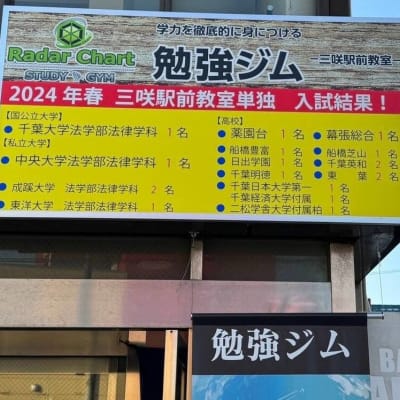 Radar Chart
STUDY GYM
学力を徹底的に身につける
勉強ジム
三咲駅前教室
2024年春 三咲駅前教室単独 入試結果！
【国公立大学】
● 千葉大学法学部法律学科 1名
【私立大学】
● 中央大学法学部法律学科 1名
● 成蹊大学 法学部法律学科 2名
● 東洋大学 法学部法律学科 1名
【高校】
● 薬園台 1名
● 船橋豊富 1名
● 日出学園 1名
● 千葉明徳 1名
● 千葉日本大学第一 1名
千葉経済大学付属 1名
● 二松学舎大学付属柏 1名
● 幕張総合 1名
● 船橋芝山 1名
● 千葉英和 2名
● 東葉 2名
勉強ジム